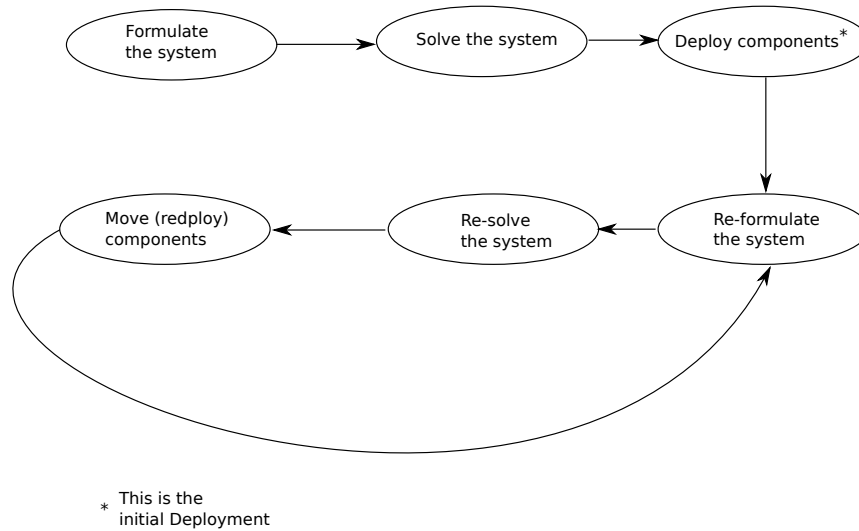 Formulate
the system
Solve the system
Deploy components*
Move (redploy)
components
Re-solve
the system
Re-formulate
the system
* This is the
initial Deployment